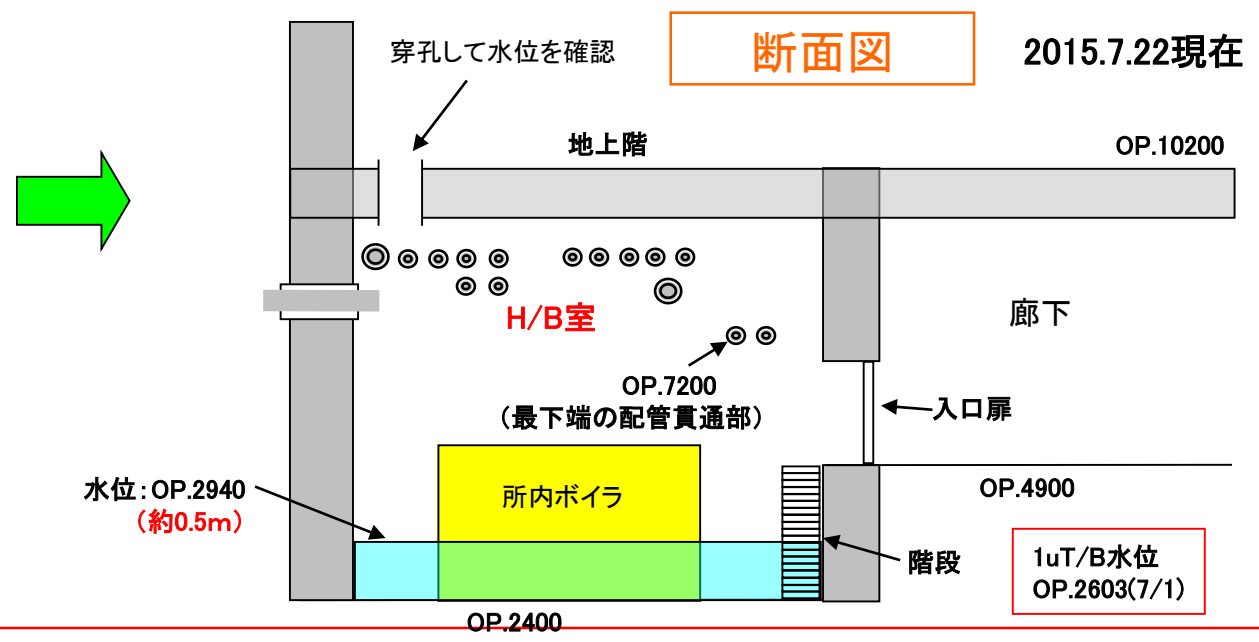 断面図
2015.7.22現在
穿孔して水位を確認
地上階
OP.10200
H/B室
廊下
OP.7200
(最下端の配管貫通部)
入口扉
所内ボイラ
水位:OP.2940
(約0.5m)
OP.4900
階段
1uT/B水位
OP.2603(7/1)
OP.2400